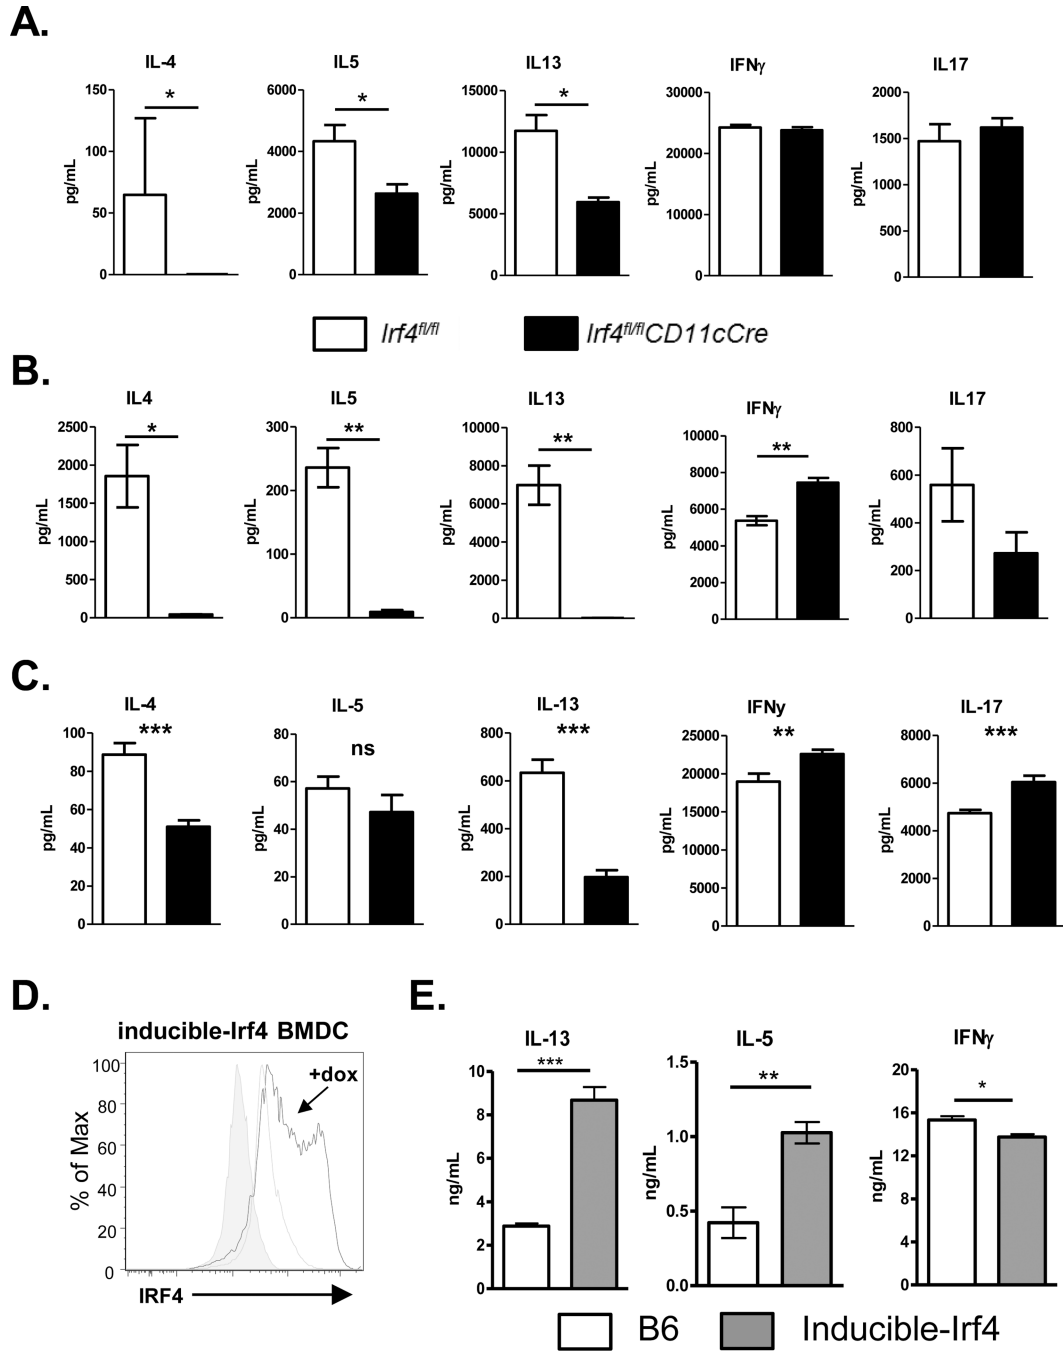 A.
IL-4 IL5 IL13 IFNγ IL17
* * *
pg/mL 150 100 50 0
pg/mL 6000 4000 2000 0
pg/mL 15000 10000 5000 0
pg/mL 30000 20000 10000 0
pg/mL 2000 1500 1000 500 0
Irf4fl/fl Irf4fl/flCD11cCre
B.
IL4 IL5 IL13 IFNγ IL17
* ** ** **
pg/mL 2500 2000 1500 1000 500 0
pg/mL 300 200 100 0
pg/mL 10000 8000 6000 4000 2000 0
pg/mL 10000 8000 6000 4000 2000 0
pg/mL 800 600 400 200 0
C.
IL-4 IL-5 IL-13 IFNy IL-17
*** ns *** ** ***
pg/mL 100 80 60 40 20 0
pg/mL 80 60 40 20 0
pg/mL 800 600 400 200 0
pg/mL 25000 20000 15000 10000 5000 0
pg/mL 8000 6000 4000 2000 0
D.
inducible-Irf4 BMDC
+dox
% of Max 100 80 60 40 20 0
IRF4
E.
IL-13 IL-5 IFNγ
*** ** *
ng/mL 10 8 6 4 2 0
ng/mL 1.5 1.0 0.5 0.0
ng/mL 20 16 12 4 0
B6 Inducible-Irf4